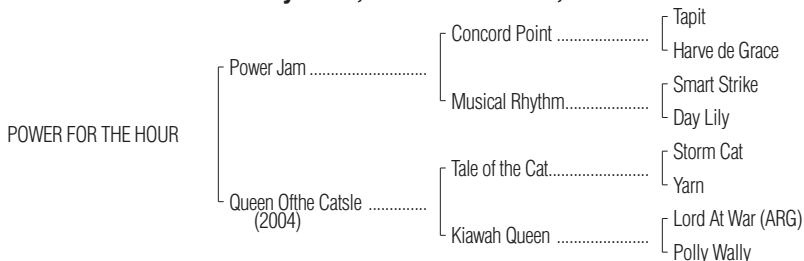 POWER FOR THE HOUR
Power Jam ............................
Queen Ofthe Catsle ..............
(2004)
Concord Point ......................
Musical Rhythm....................
Tale of the Cat........................
Kiawah Queen ......................
Tapit
Harve de Grace
Smart Strike
Day Lily
Storm Cat
Yarn
Lord At War (ARG)
Polly Wally